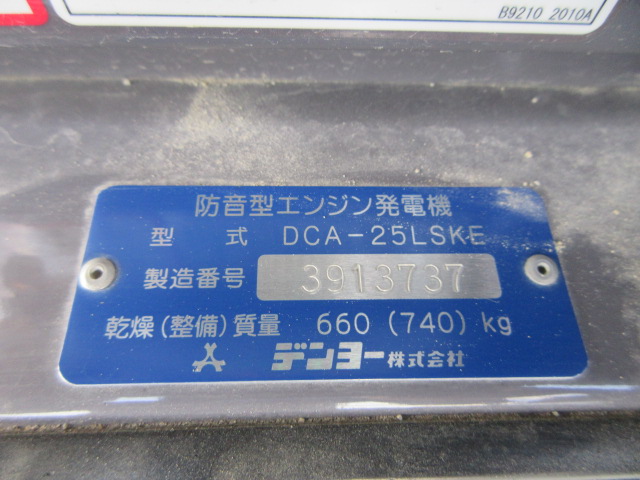 B9210 2010A
防音型エンジン発電機
型 式 DCA-25LSKE
製造番号 3913737
乾燥(整備)質量 660 (740) kg
デンヨー株式会社